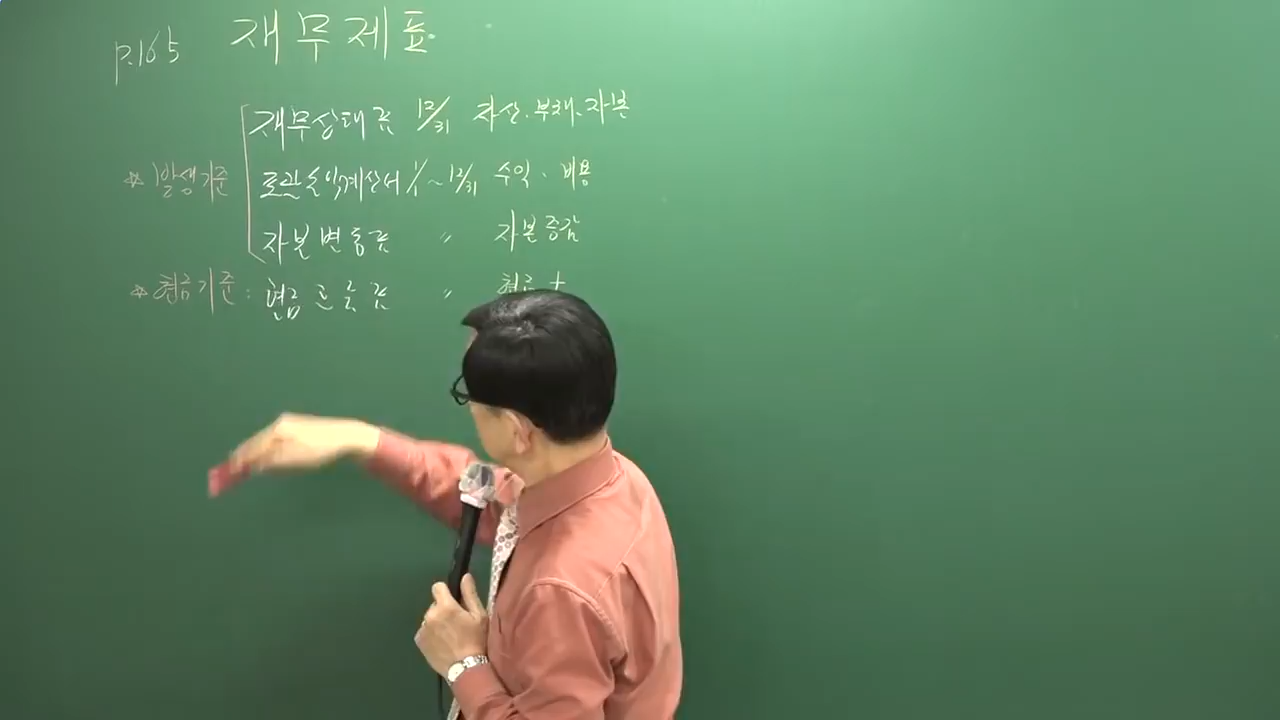 p.165 재무제표
재무상태표 12/31 자산.부채.자본
*발생기준 포괄손익계산서 1/1~12/31 수익.비용
자본변동표 〃 자본증감
*현금기준: 현금흐름표 〃 현금